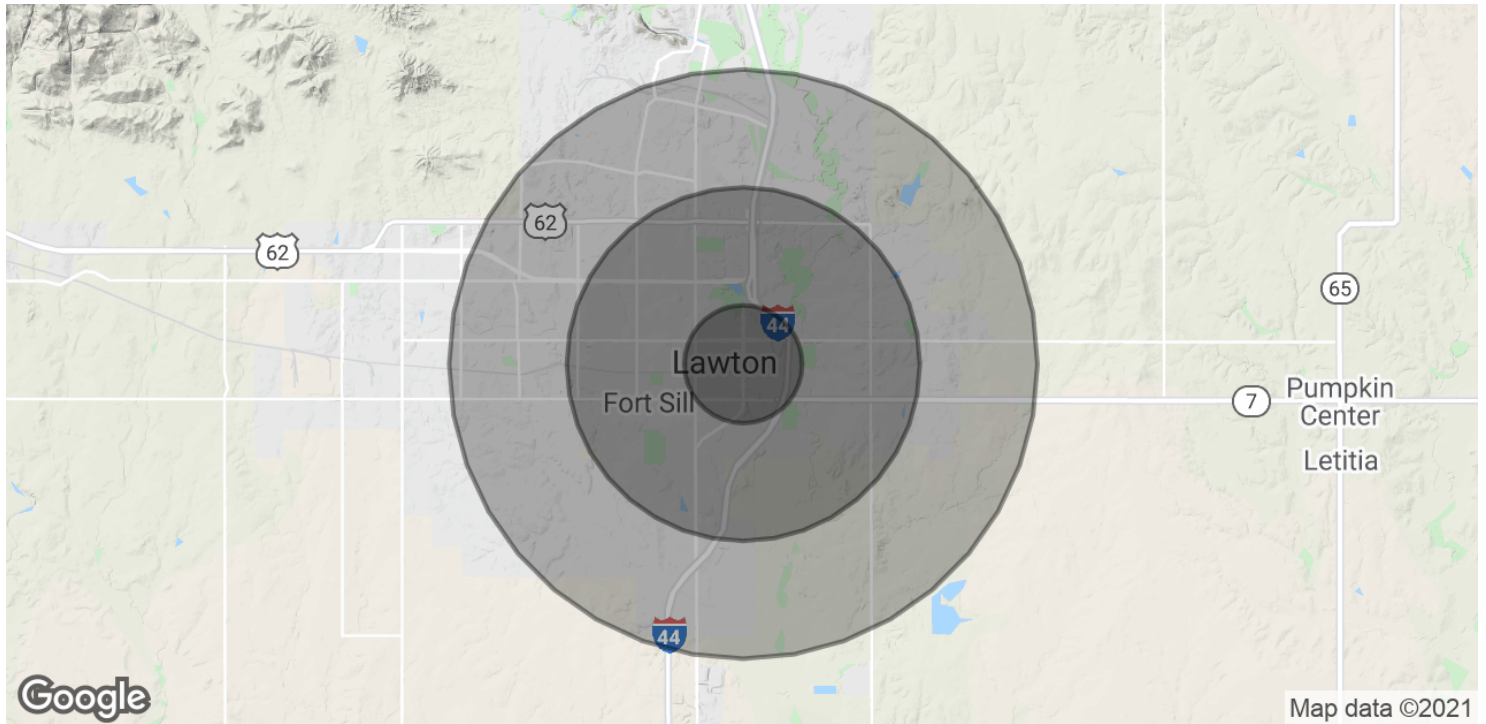 62
62
65
44
Lawton
Fort Sill
7
Pumpkin
Center
Letitia
44
Google
Map data ©2021